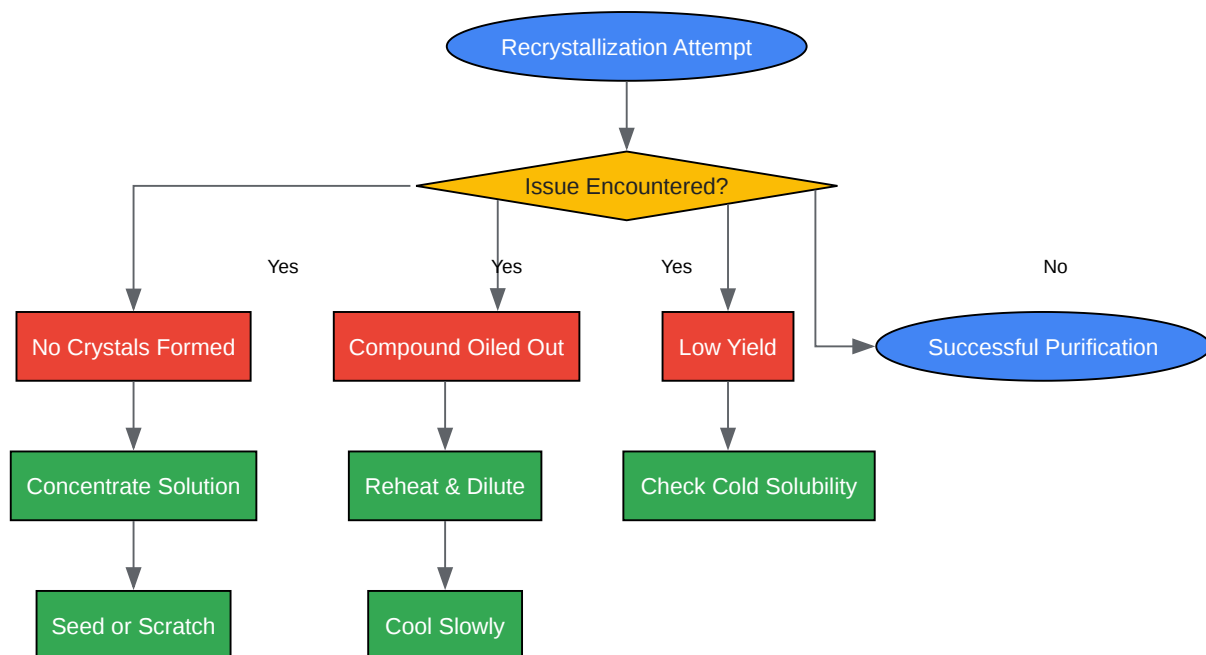 Recrystallization Attempt
Issue Encountered?
Yes
Yes
Yes
No
No Crystals Formed
Compound Oiled Out
Low Yield
Successful Purification
Concentrate Solution
Reheat & Dilute
Check Cold Solubility
Seed or Scratch
Cool Slowly